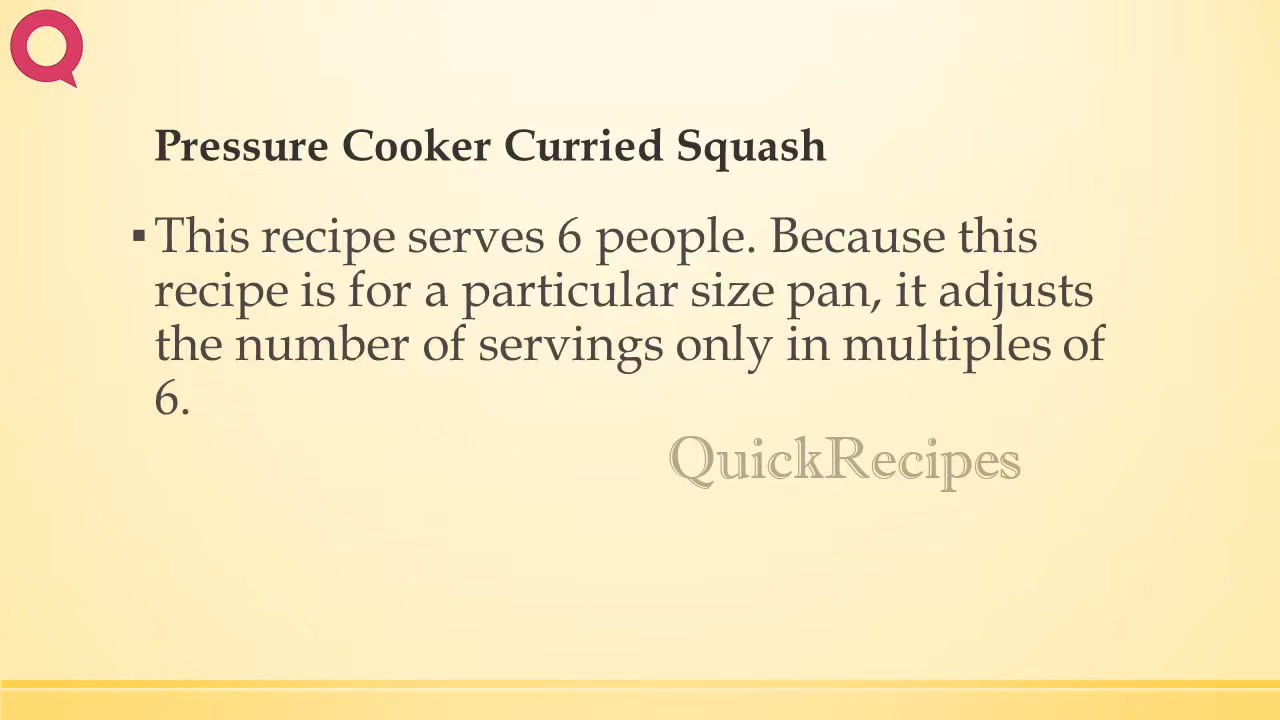 Pressure Cooker Curried Squash
▪This recipe serves 6 people. Because this
recipe is for a particular size pan, it adjusts
the number of servings only in multiples of
6.
QuickRecipes